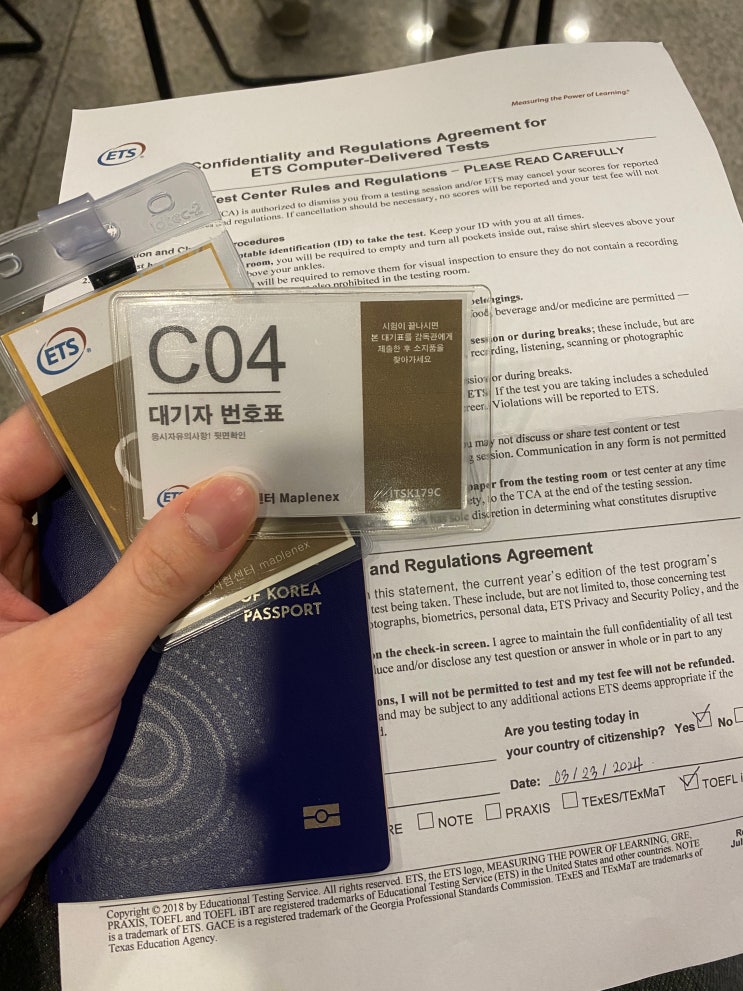 Measuring the Power of Learning.®
ETS®
Confidentiality and Regulations Agreement for
ETS Computer-Delivered Tests
Test Center Rules and Regulations – PLEASE READ CAREFULLY
CA) is authorized to dismiss you from a testing session and/or ETS may cancel your scores for reported
regulations. If cancellation should be necessary, no scores will be reported and your test fee will not
identification (ID) to take the test. Keep your ID with you at all times.
room, you will be required to empty and turn all pockets inside out, raise shirt sleeves above your
above your ankles.
will be required to remove them for visual inspection to ensure they do not contain a recording
also prohibited in the testing room.
belongings.
food, beverage and/or medicine are permitted —
session or during breaks; these include, but are
recording, listening, scanning or photographic
session or during breaks.
ETS. If the test you are taking includes a scheduled
Violations will be reported to ETS.
may not discuss or share test content or test
session. Communication in any form is not permitted
paper from the testing room or test center at any time
to the TCA at the end of the testing session.
sole discretion in determining what constitutes disruptive
and Regulations Agreement
this statement, the current year's edition of the test program's
test being taken. These include, but are not limited to, those concerning test
photographs, biometrics, personal data, ETS Privacy and Security Policy, and the
on the check-in screen. I agree to maintain the full confidentiality of all test
and/or disclose any test question or answer in whole or in part to any
I will not be permitted to test and my test fee will not be refunded.
and may be subject to any additional actions ETS deems appropriate if the
Are you testing today in
your country of citizenship? Yes No
Date: 03/23/2024
NOTE PRAXIS TExES/TExMaT TOEFL
Copyright © 2018 by Educational Testing Service. All rights reserved. ETS, the ETS logo, MEASURING THE POWER OF LEARNING, GRE,
PRAXIS, TOEFL and TOEFL iBT are registered trademarks of Educational Testing Service (ETS) in the United States and other countries. NOTE
is a trademark of ETS. GACE is a registered trademark of the Georgia Professional Standards Commission. TExES and TExMaT are trademarks of
Texas Education Agency.
ETS®
C04
대기자 번호표
응시자유의사항! 뒷면확인
시험이 끝나시면
본 대기표를 감독관에게
제출한 후 소지품을
찾아가세요
Maplenex
ITSK179C
maplenex
OF KOREA
PASSPORT